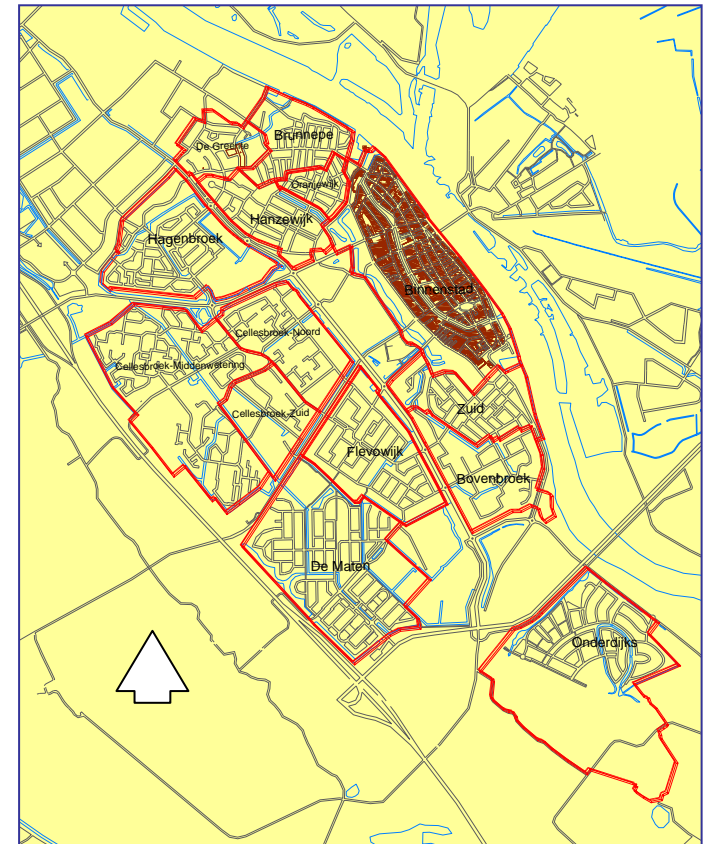 Brunnepe
De Greente
Oranjewijk
Hanzewijk
Hagenbroek
Binnenstad
Cellesbroek-Noord
Cellesbroek-Middenwetering
Cellesbroek-Zuid
Zuid
Flevowijk
Bovenbroek
De Maten
Onderdijks